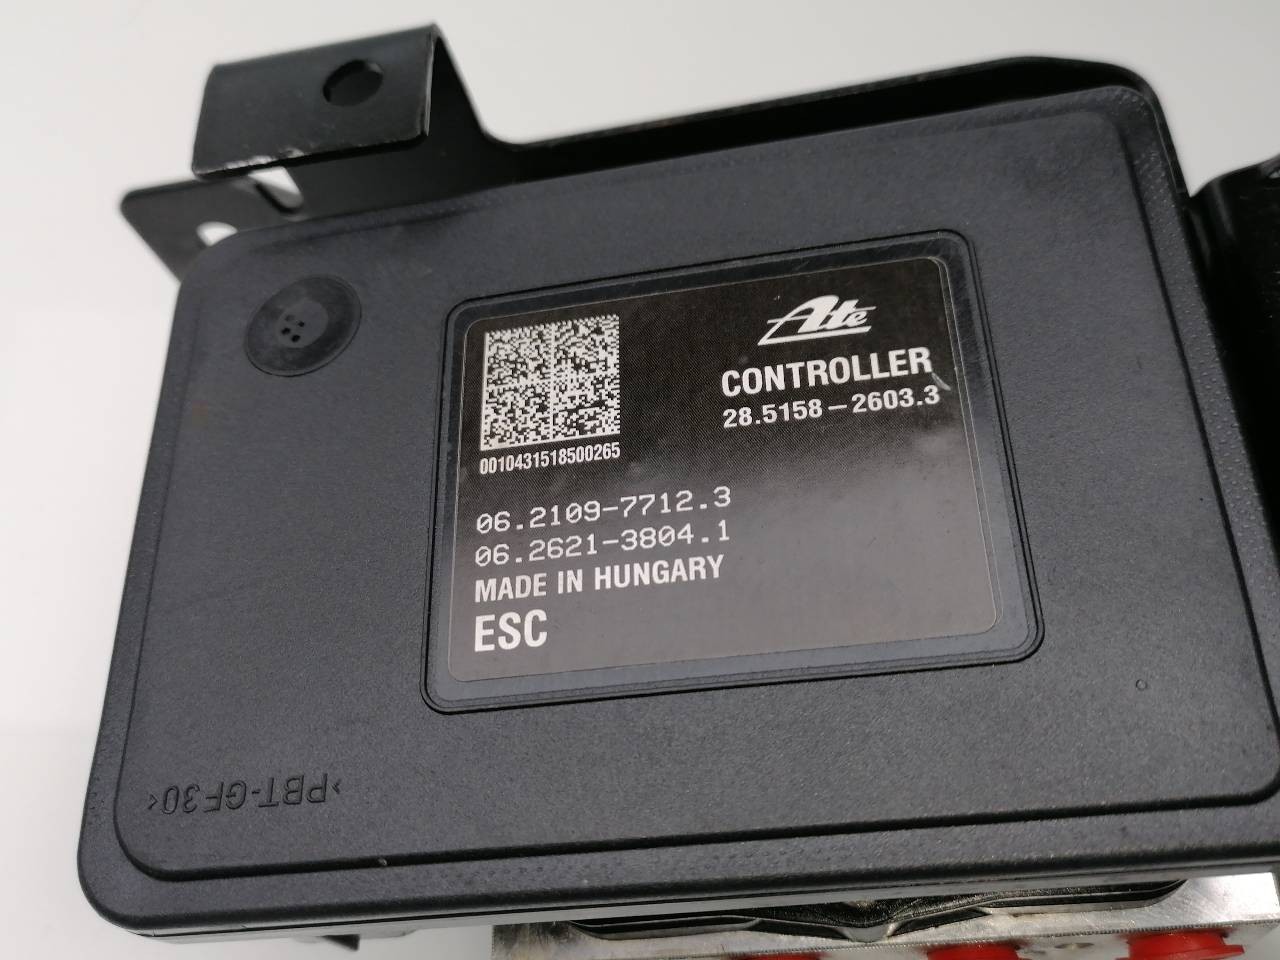 Ate
CONTROLLER
28.5158-2603.3
0010431518500265
06.2109-7712.3
06.2621-3804.1
MADE IN HUNGARY
ESC
>PBT-GF30<